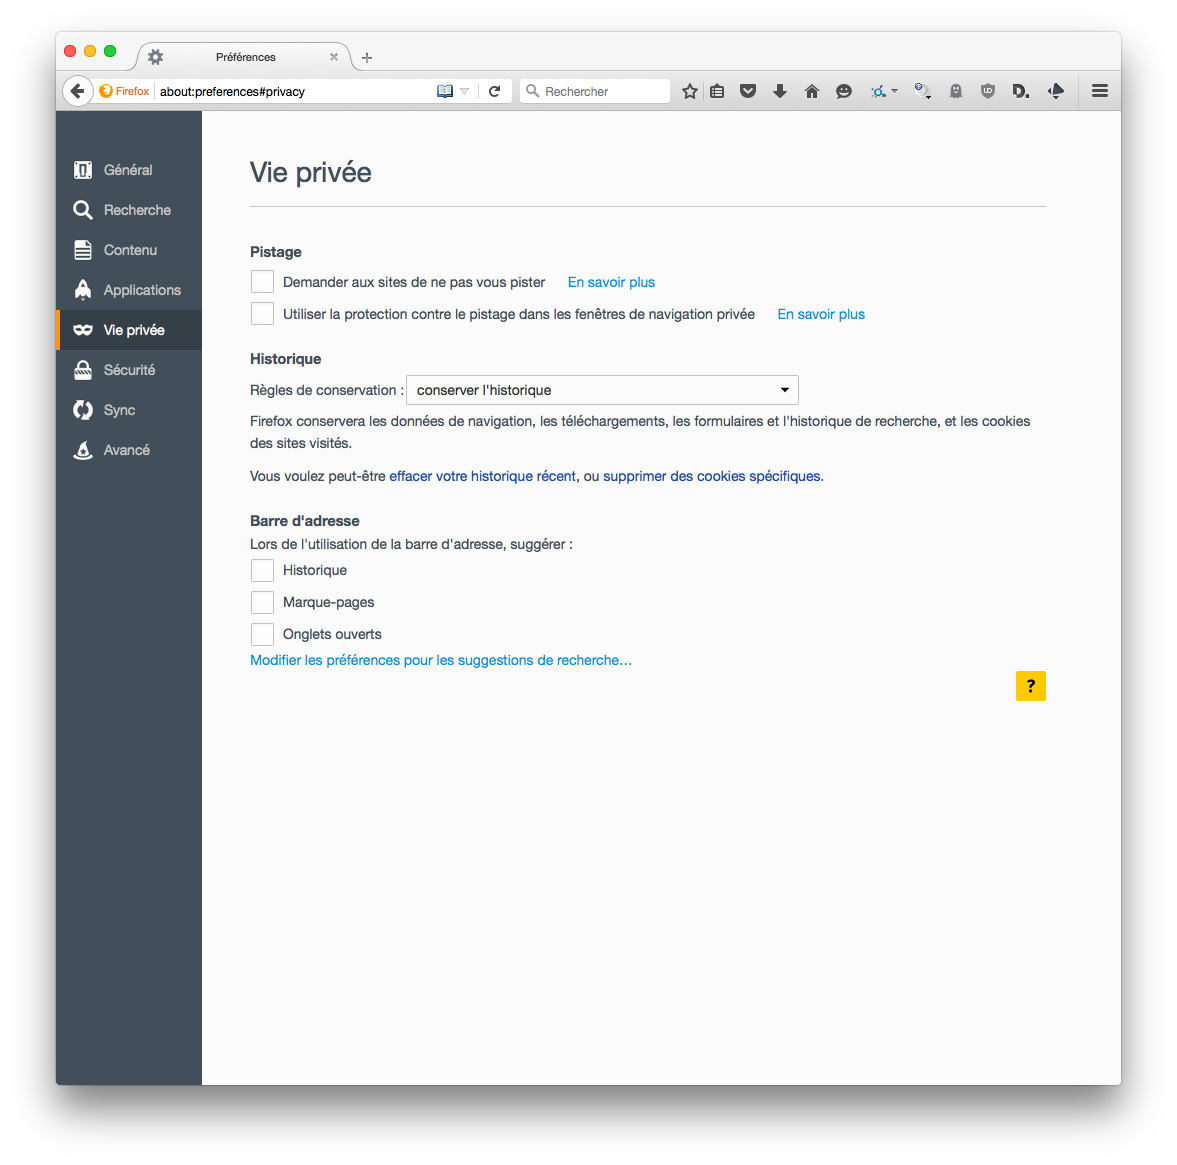 Préférences
Firefox about:preferences#privacy Rechercher
Général
Recherche
Contenu
Applications
Vie privée
Sécurité
Sync
Avancé
Vie privée
Pistage
Demander aux sites de ne pas vous pister En savoir plus
Utiliser la protection contre le pistage dans les fenêtres de navigation privée En savoir plus
Historique
Règles de conservation : conserver l'historique
Firefox conservera les données de navigation, les téléchargements, les formulaires et l'historique de recherche, et les cookies
des sites visités.
Vous voulez peut-être effacer votre historique récent, ou supprimer des cookies spécifiques.
Barre d'adresse
Lors de l'utilisation de la barre d'adresse, suggérer :
Historique
Marque-pages
Onglets ouverts
Modifier les préférences pour les suggestions de recherche…
?